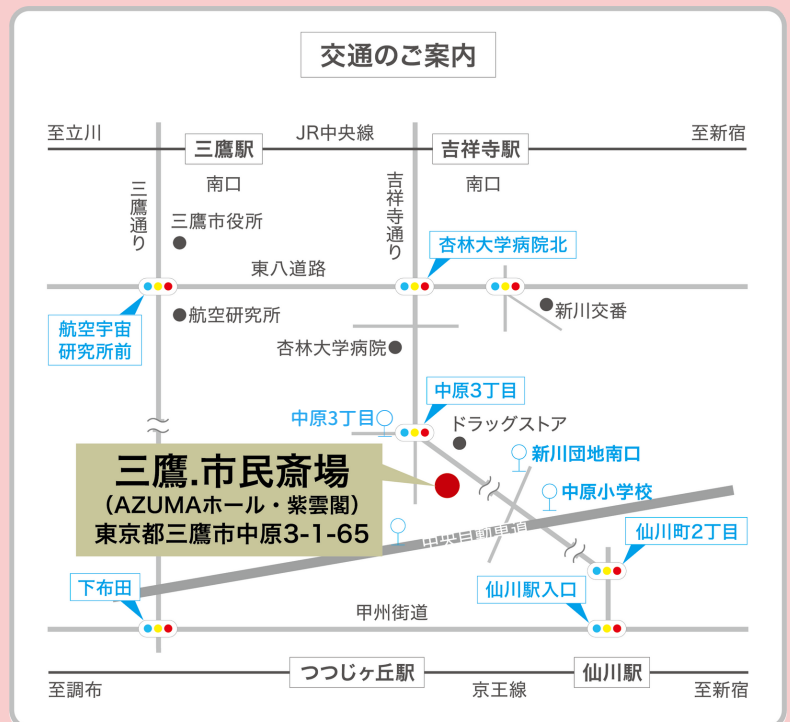 交通のご案内
至立川
JR中央線
至新宿
三鷹駅
吉祥寺駅
南口
南口
三鷹通り
吉祥寺通り
三鷹市役所
杏林大学病院北
東八道路
航空宇宙
研究所前
航空研究所
新川交番
杏林大学病院
中原3丁目
中原3丁目
ドラッグストア
新川団地南口
中原小学校
三鷹.市民斎場
（AZUMAホール・紫雲閣）
東京都三鷹市中原3-1-65
中央自動車道
仙川町2丁目
下布田
仙川駅入口
甲州街道
つつじヶ丘駅
仙川駅
至調布
京王線
至新宿